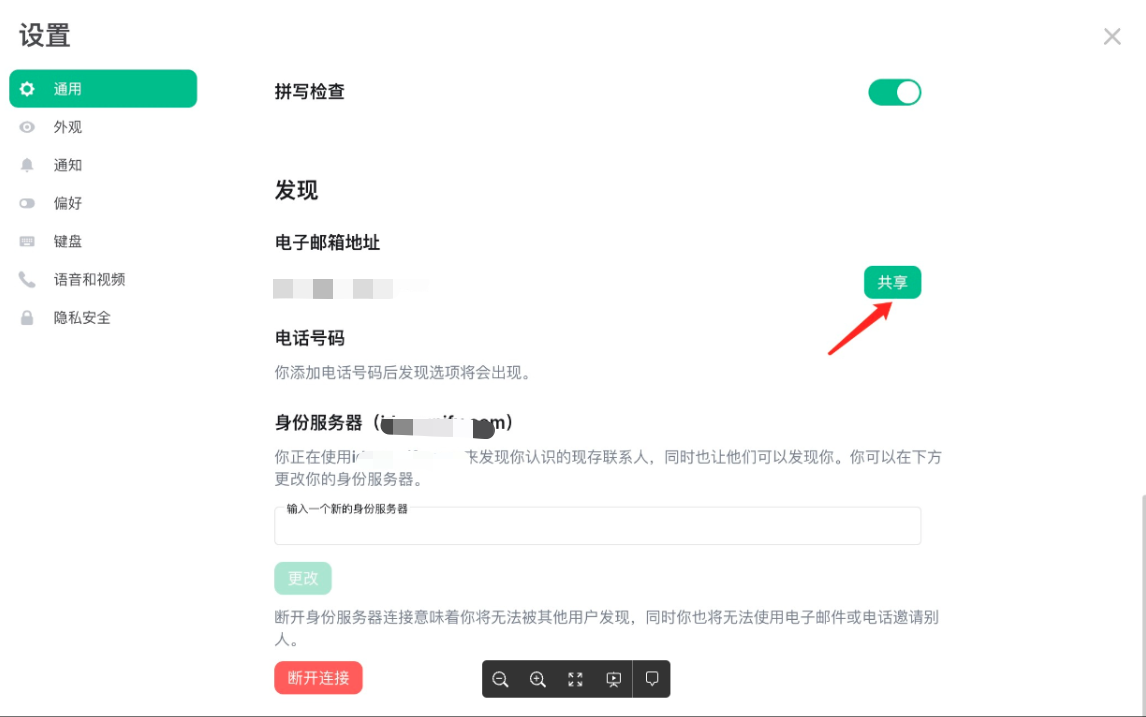 设置
通用
外观
通知
偏好
键盘
语音和视频
隐私安全
拼写检查
发现
电子邮箱地址
共享
电话号码
你添加电话号码后发现选项将会出现。
身份服务器（
你正在使用 来发现你认识的现存联系人，同时也让他们可以发现你。你可以在下方
更改你的身份服务器。
输入一个新的身份服务器
更改
断开身份服务器连接意味着你将无法被其他用户发现，同时你也将无法使用电子邮件或电话邀请别
人。
断开连接